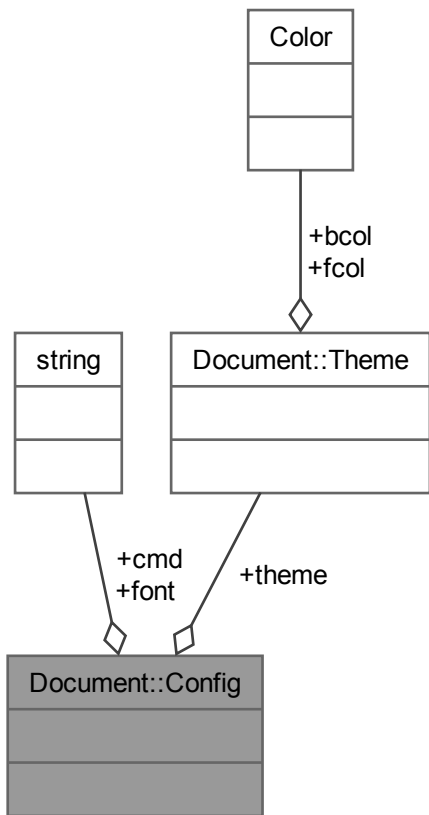 Color
+bcol
+fcol
string
Document::Theme
+cmd
+font
+theme
Document::Config